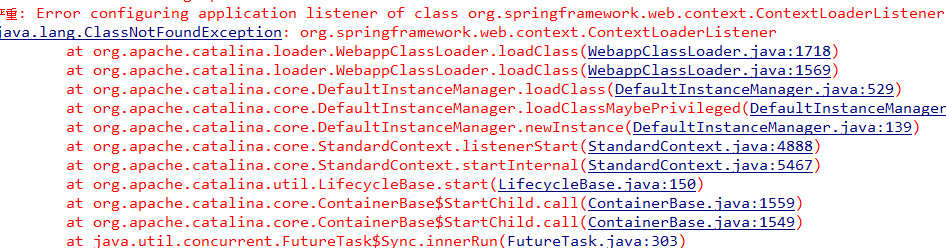 严重: Error configuring application listener of class org.springframework.web.context.ContextLoaderListener
java.lang.ClassNotFoundException: org.springframework.web.context.ContextLoaderListener
at org.apache.catalina.loader.WebappClassLoader.loadClass(WebappClassLoader.java:1718)
at org.apache.catalina.loader.WebappClassLoader.loadClass(WebappClassLoader.java:1569)
at org.apache.catalina.core.DefaultInstanceManager.loadClass(DefaultInstanceManager.java:529)
at org.apache.catalina.core.DefaultInstanceManager.loadClassMaybePrivileged(DefaultInstanceManager
at org.apache.catalina.core.DefaultInstanceManager.newInstance(DefaultInstanceManager.java:139)
at org.apache.catalina.core.StandardContext.listenerStart(StandardContext.java:4888)
at org.apache.catalina.core.StandardContext.startInternal(StandardContext.java:5467)
at org.apache.catalina.util.LifecycleBase.start(LifecycleBase.java:150)
at org.apache.catalina.core.ContainerBase$StartChild.call(ContainerBase.java:1559)
at org.apache.catalina.core.ContainerBase$StartChild.call(ContainerBase.java:1549)
at java.util.concurrent.FutureTask$Sync.innerRun(FutureTask.java:303)